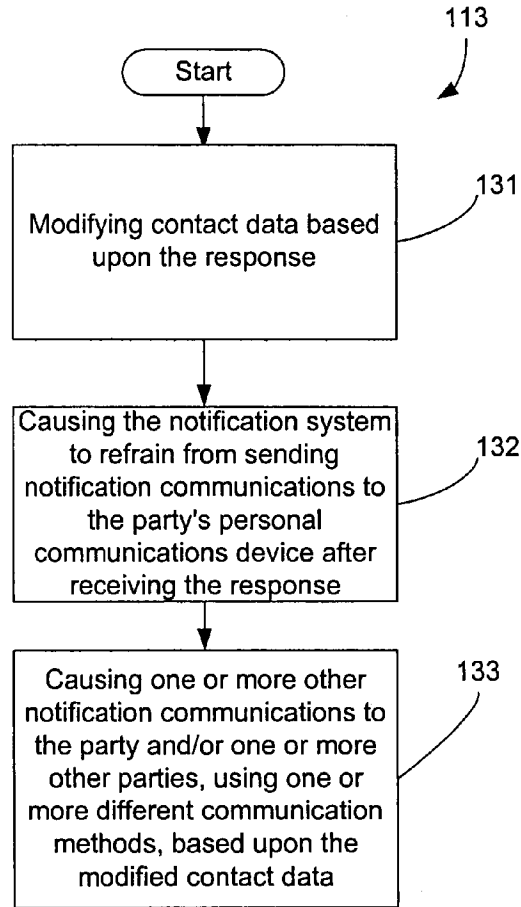 113
Start
131
Modifying contact data based
upon the response
Causing the notification system
to refrain from sending
notification communications to
the party's personal
communications device after
receiving the response
132
Causing one or more other
notification communications to
the party and/or one or more
other parties, using one or
more different communication
methods, based upon the
modified contact data
133